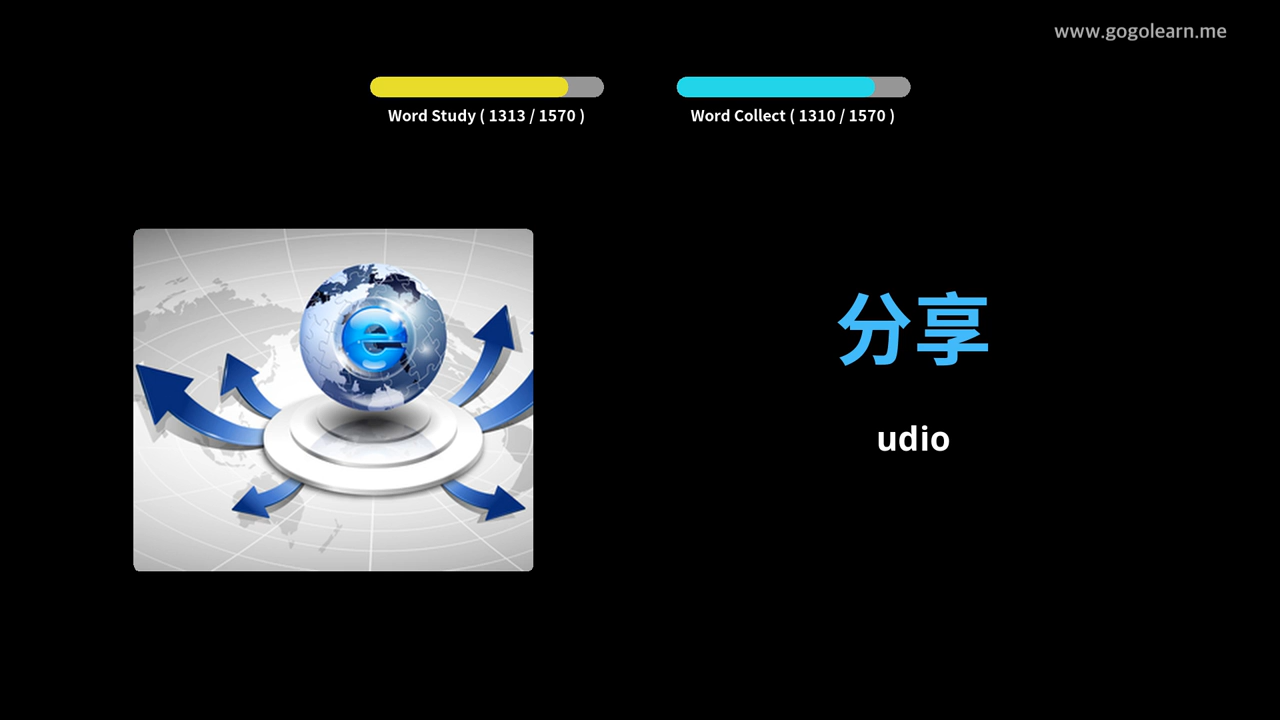 www.gogolearn.me
Word Study ( 1313 / 1570 )
Word Collect ( 1310 / 1570 )
e
分享
udio